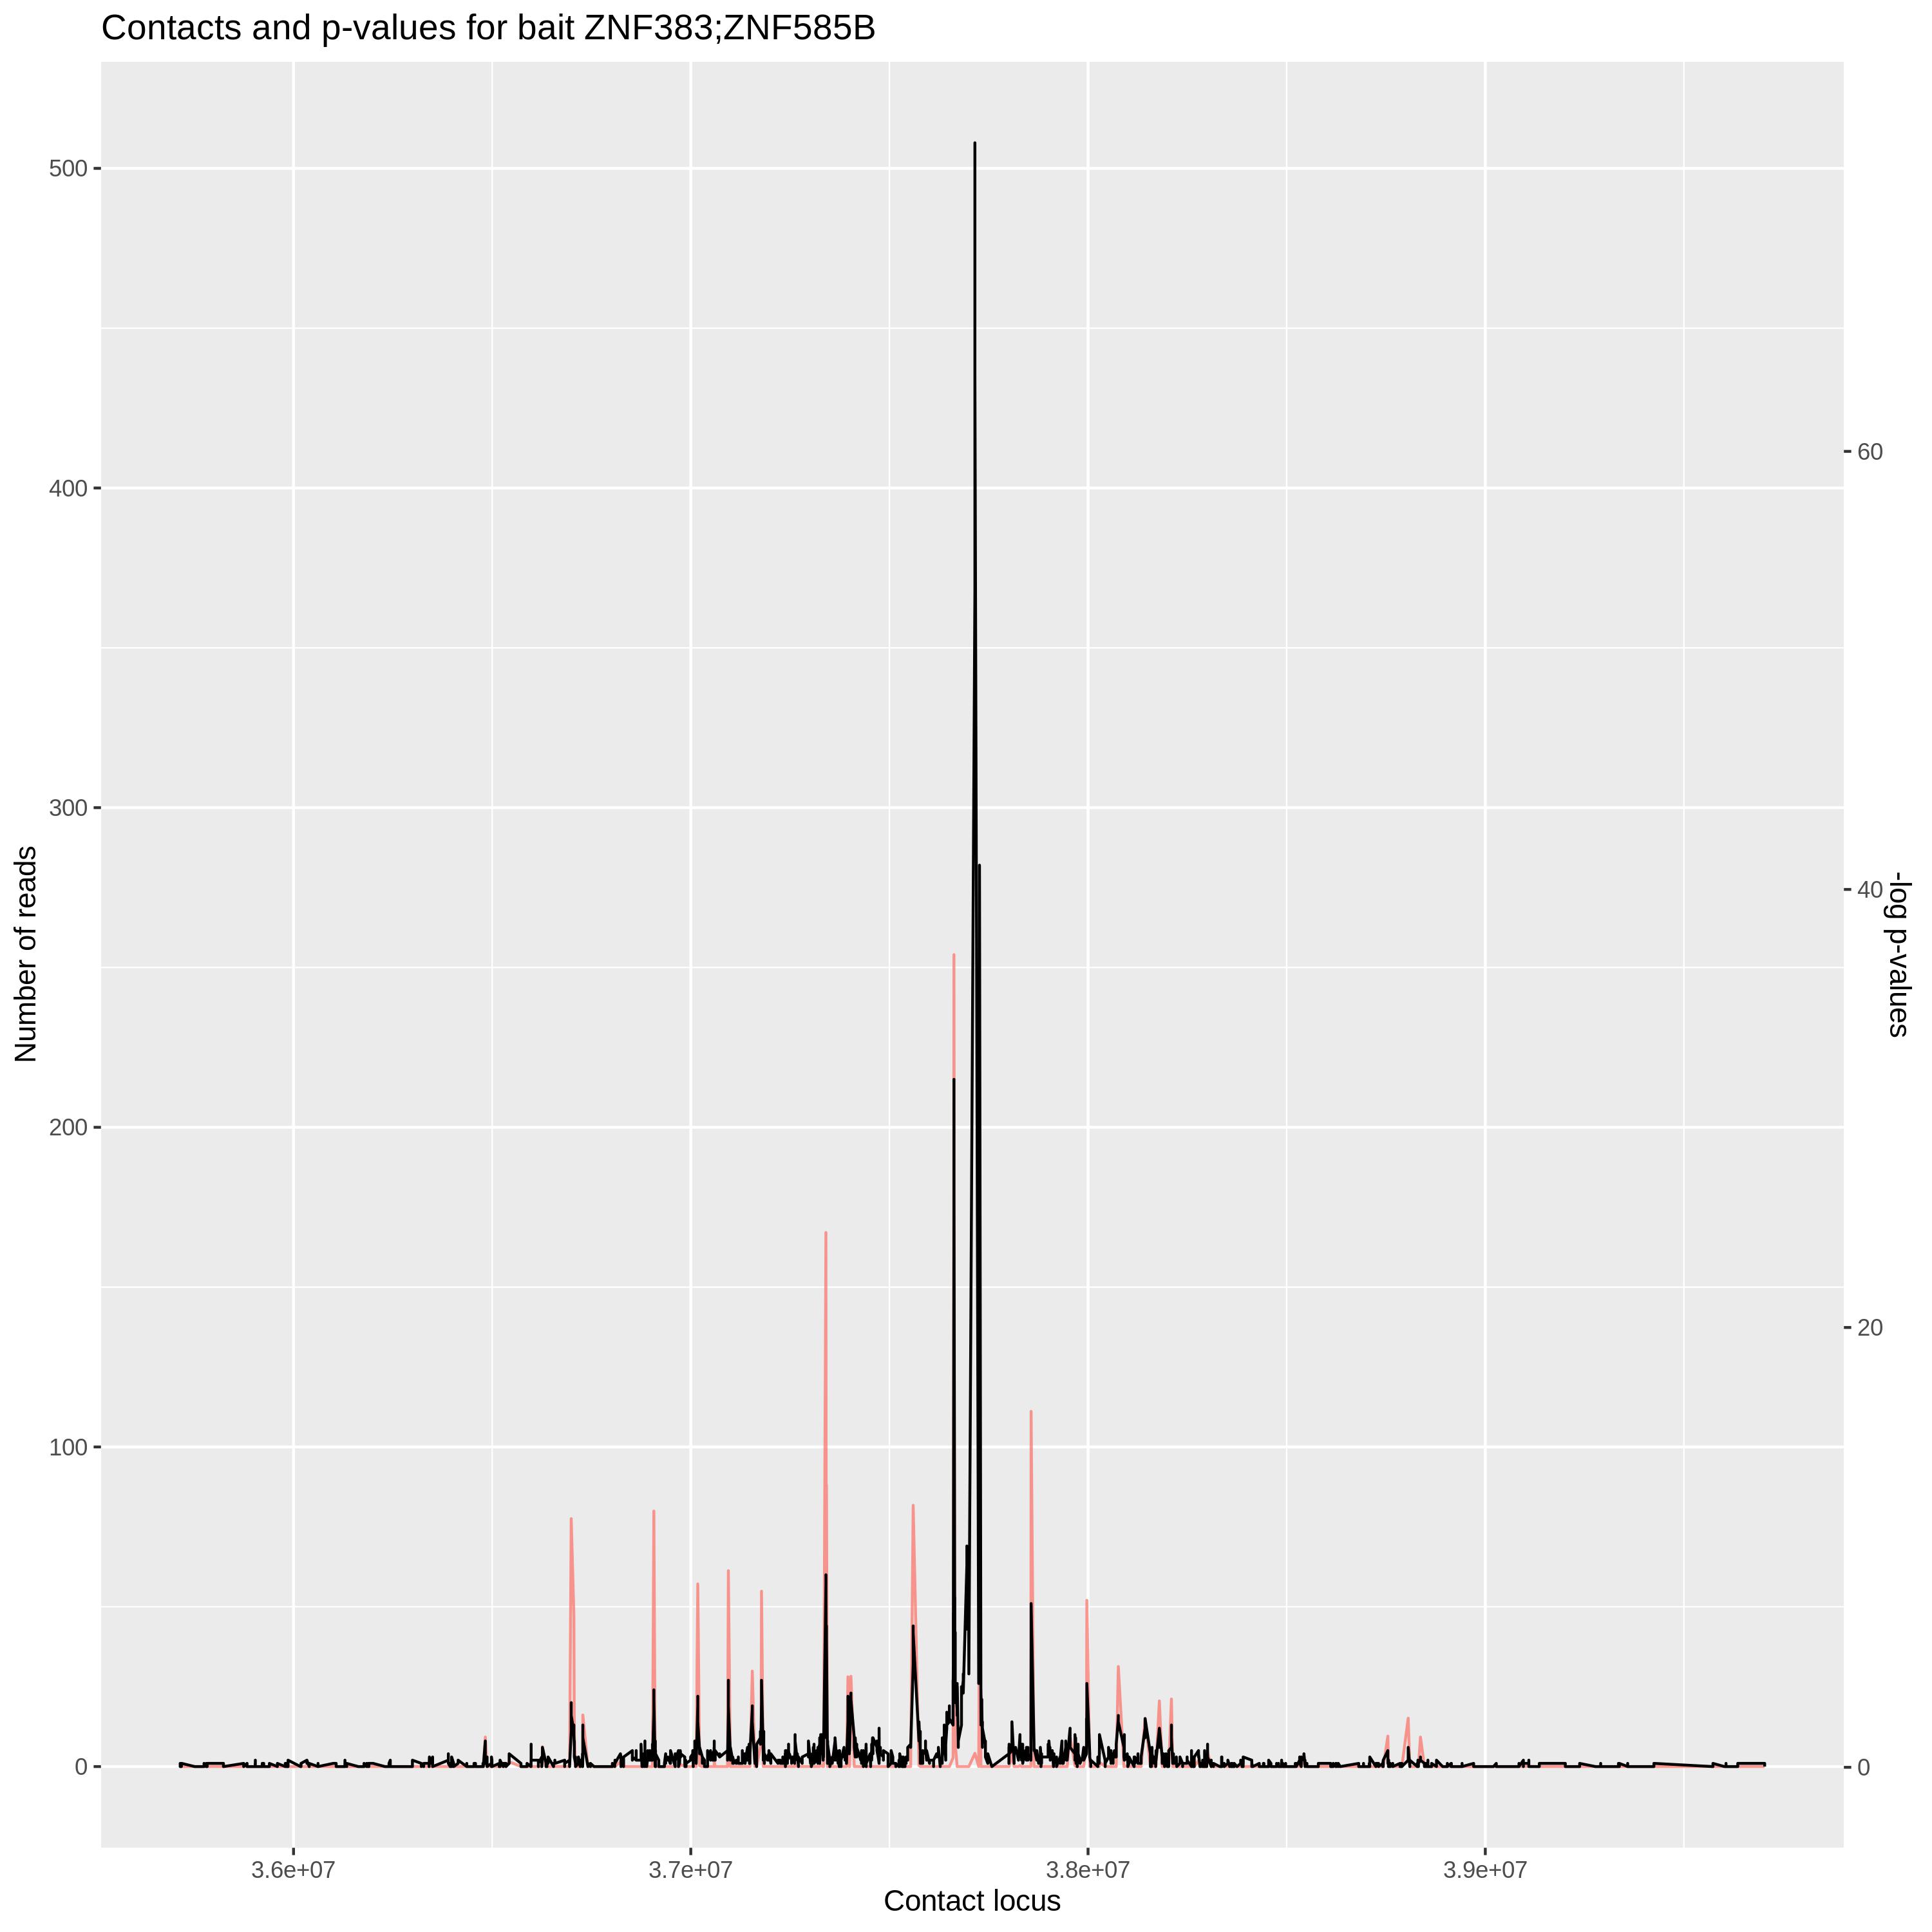 Contacts and p-values for bait ZNF383;ZNF585B
500
400
300
200
100
0
Number of reads
60
40
20
0
-log p-values
3.6e+07
3.7e+07
3.8e+07
3.9e+07
Contact locus